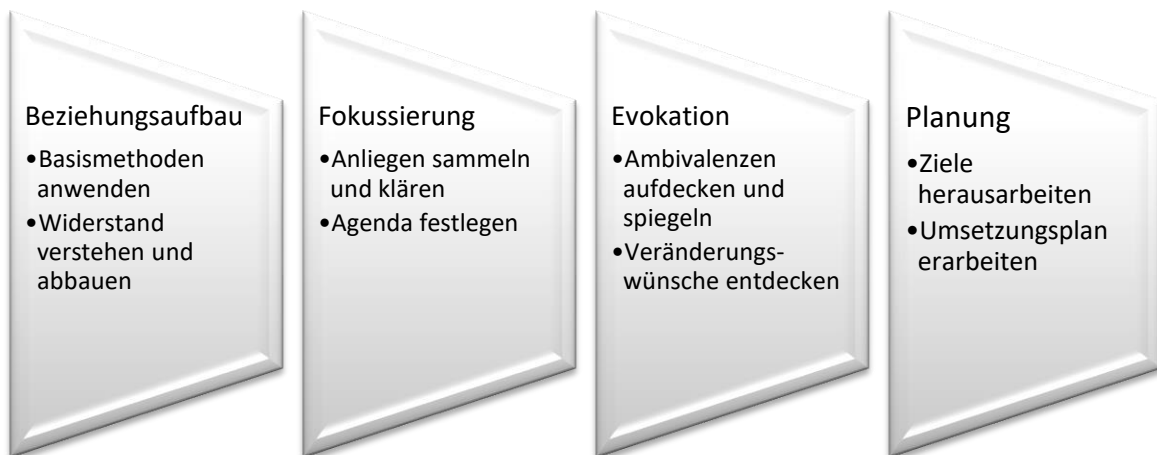 Beziehungsaufbau
•Basismethoden
anwenden
•Widerstand
verstehen und
abbauen
Fokussierung
•Anliegen sammeln
und klären
•Agenda festlegen
Evokation
•Ambivalenzen
aufdecken und
spiegeln
•Veränderungs-
wünsche entdecken
Planung
•Ziele
herausarbeiten
•Umsetzungsplan
erarbeiten